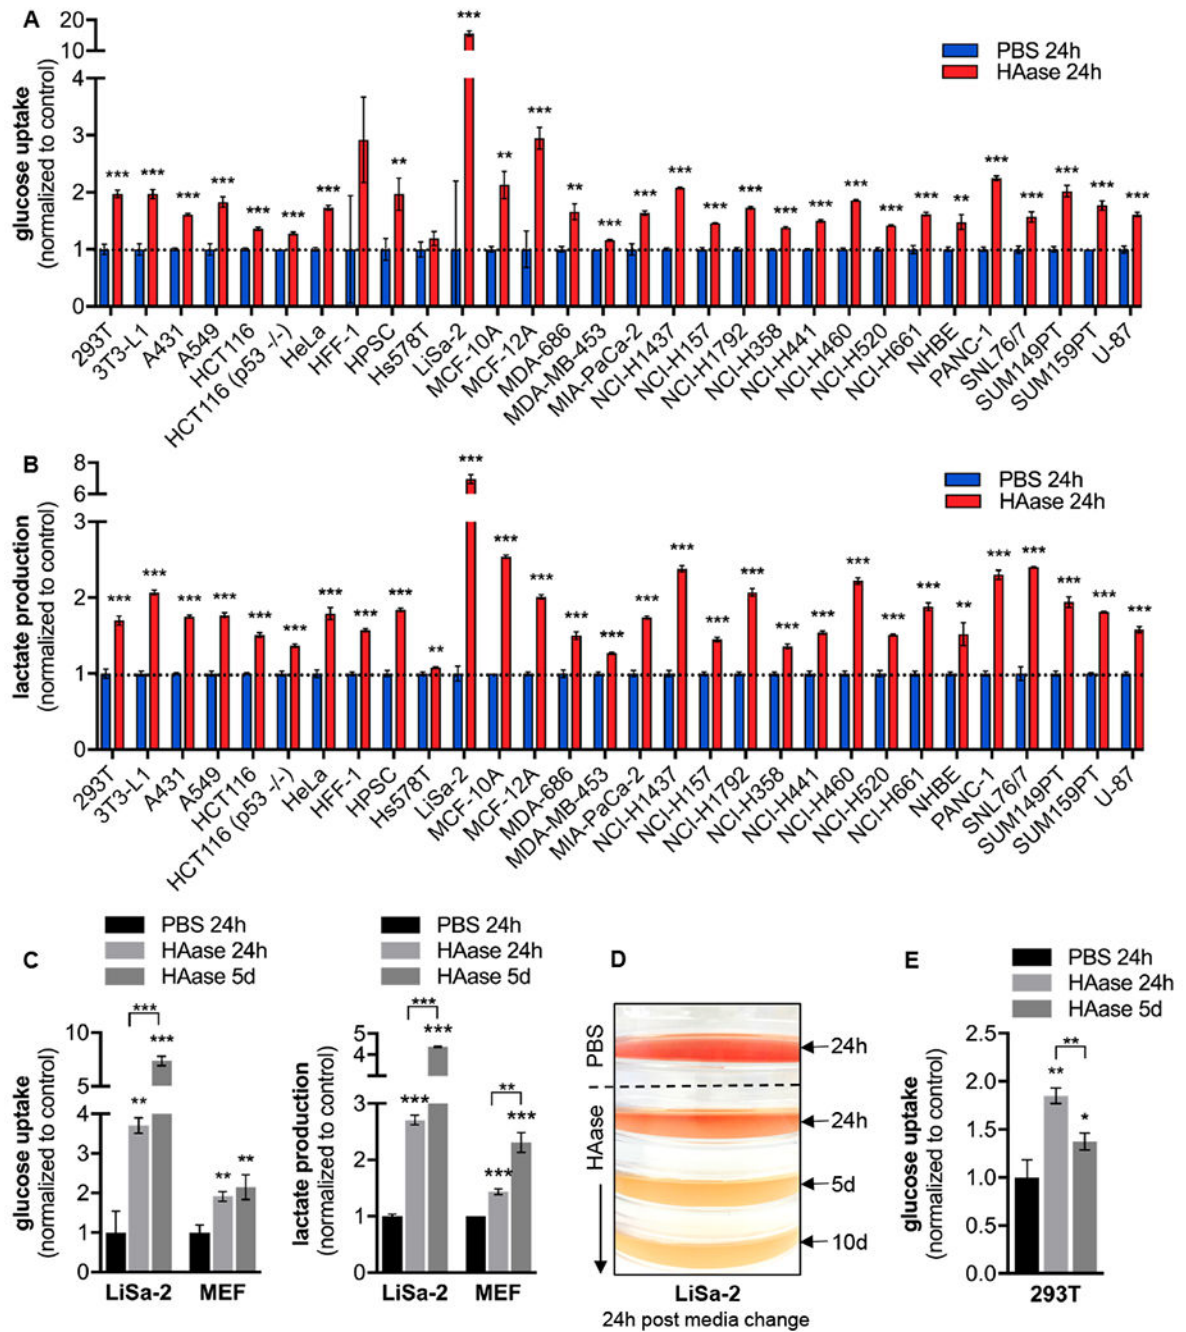 A
glucose uptake
(normalized to control)
20
10
4
3
2
1
0
PBS 24h
HAase 24h
*** *** *** *** *** *** *** ** *** ** *** ** *** *** *** *** *** *** *** *** *** *** ** *** *** *** *** ***
293T
3T3-L1
A431
A549
HCT116
HCT116 (p53 -/-)
HeLa
HFF-1
HPSC
Hs578T
LiSa-2
MCF-10A
MCF-12A
MDA-686
MDA-MB-453
MIA-PaCa-2
NCI-H1437
NCI-H157
NCI-H1792
NCI-H358
NCI-H441
NCI-H460
NCI-H520
NCI-H661
NHBE
PANC-1
SNL76/7
SUM149PT
SUM159PT
U-87
B
lactate production
(normalized to control)
8
6
3
2
1
0
PBS 24h
HAase 24h
*** *** *** *** *** *** *** *** *** ** *** *** *** *** *** *** *** *** *** *** *** *** *** *** ** *** *** *** *** ***
293T
3T3-L1
A431
A549
HCT116
HCT116 (p53 -/-)
HeLa
HFF-1
HPSC
Hs578T
LiSa-2
MCF-10A
MCF-12A
MDA-686
MDA-MB-453
MIA-PaCa-2
NCI-H1437
NCI-H157
NCI-H1792
NCI-H358
NCI-H441
NCI-H460
NCI-H520
NCI-H661
NHBE
PANC-1
SNL76/7
SUM149PT
SUM159PT
U-87
C
PBS 24h
HAase 24h
HAase 5d
glucose uptake
(normalized to control)
10
5
4
3
2
1
0
***
***
**
** **
LiSa-2 MEF
PBS 24h
HAase 24h
HAase 5d
lactate production
(normalized to control)
5
4
3
2
1
0
***
***
***
**
***
***
LiSa-2 MEF
D
PBS
HAase
24h
24h
5d
10d
LiSa-2
24h post media change
E
PBS 24h
HAase 24h
HAase 5d
glucose uptake
(normalized to control)
2.5
2.0
1.5
1.0
0.5
0.0
**
**
*
293T